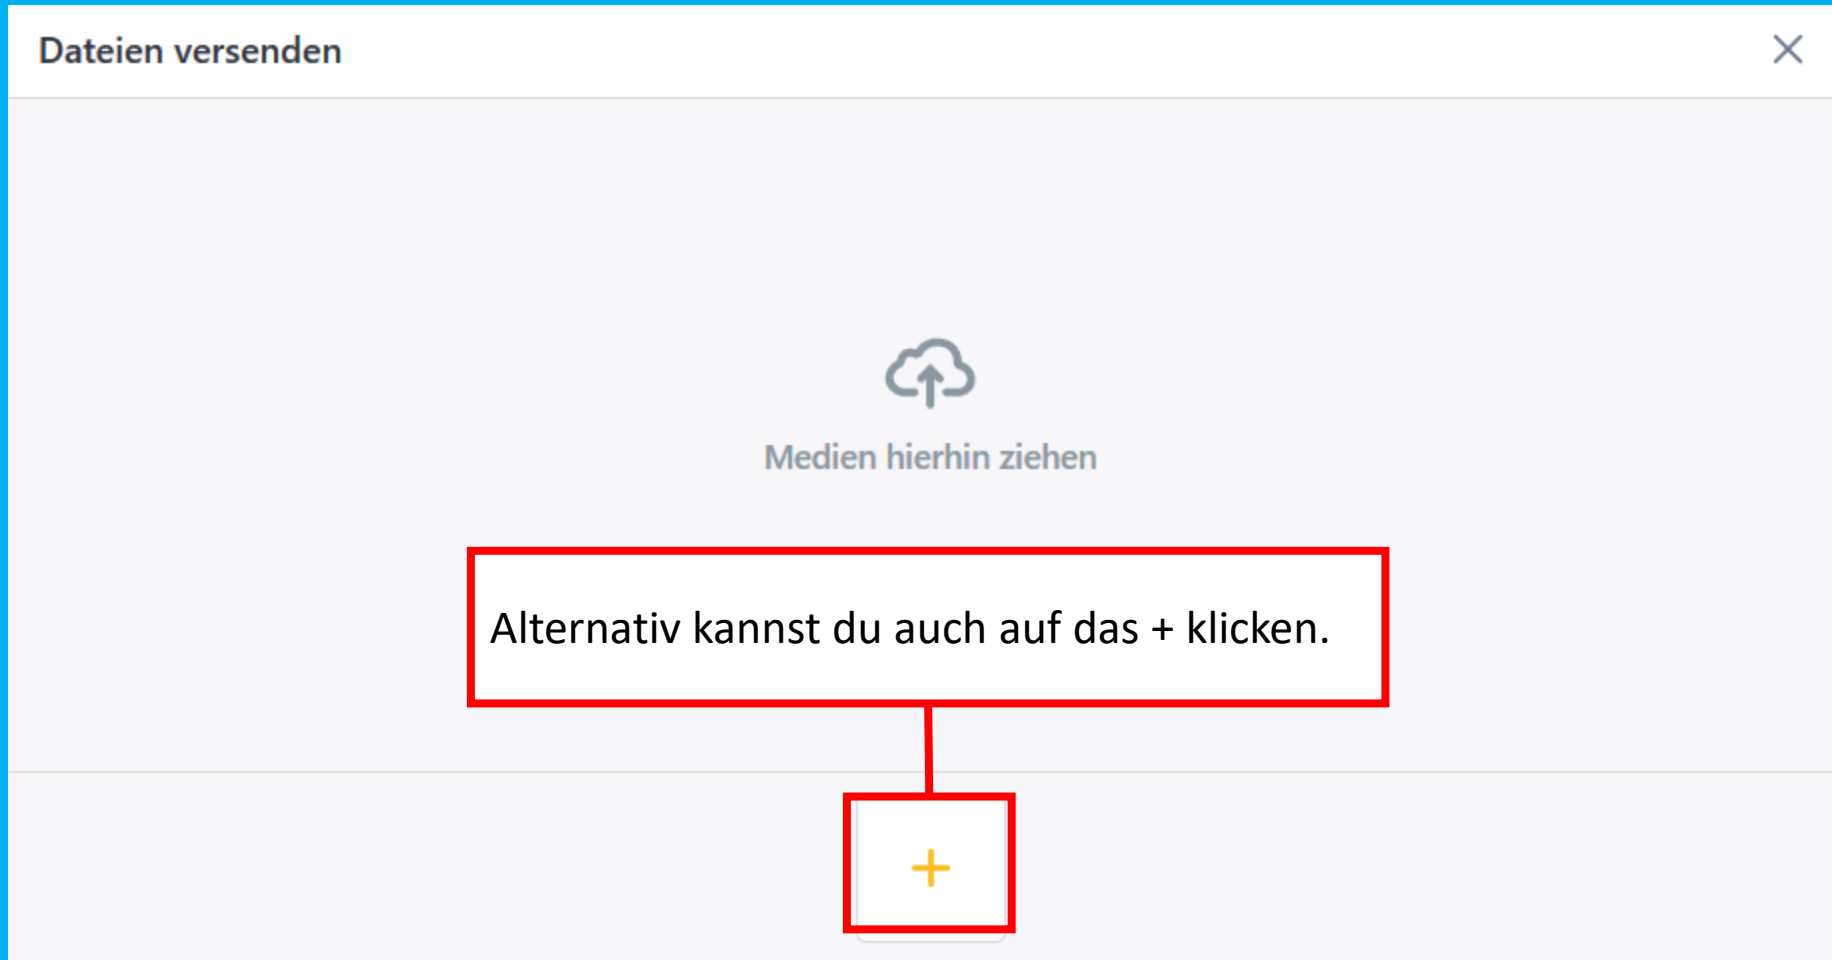 Dateien versenden
Medien hierhin ziehen
Alternativ kannst du auch auf das + klicken.
+